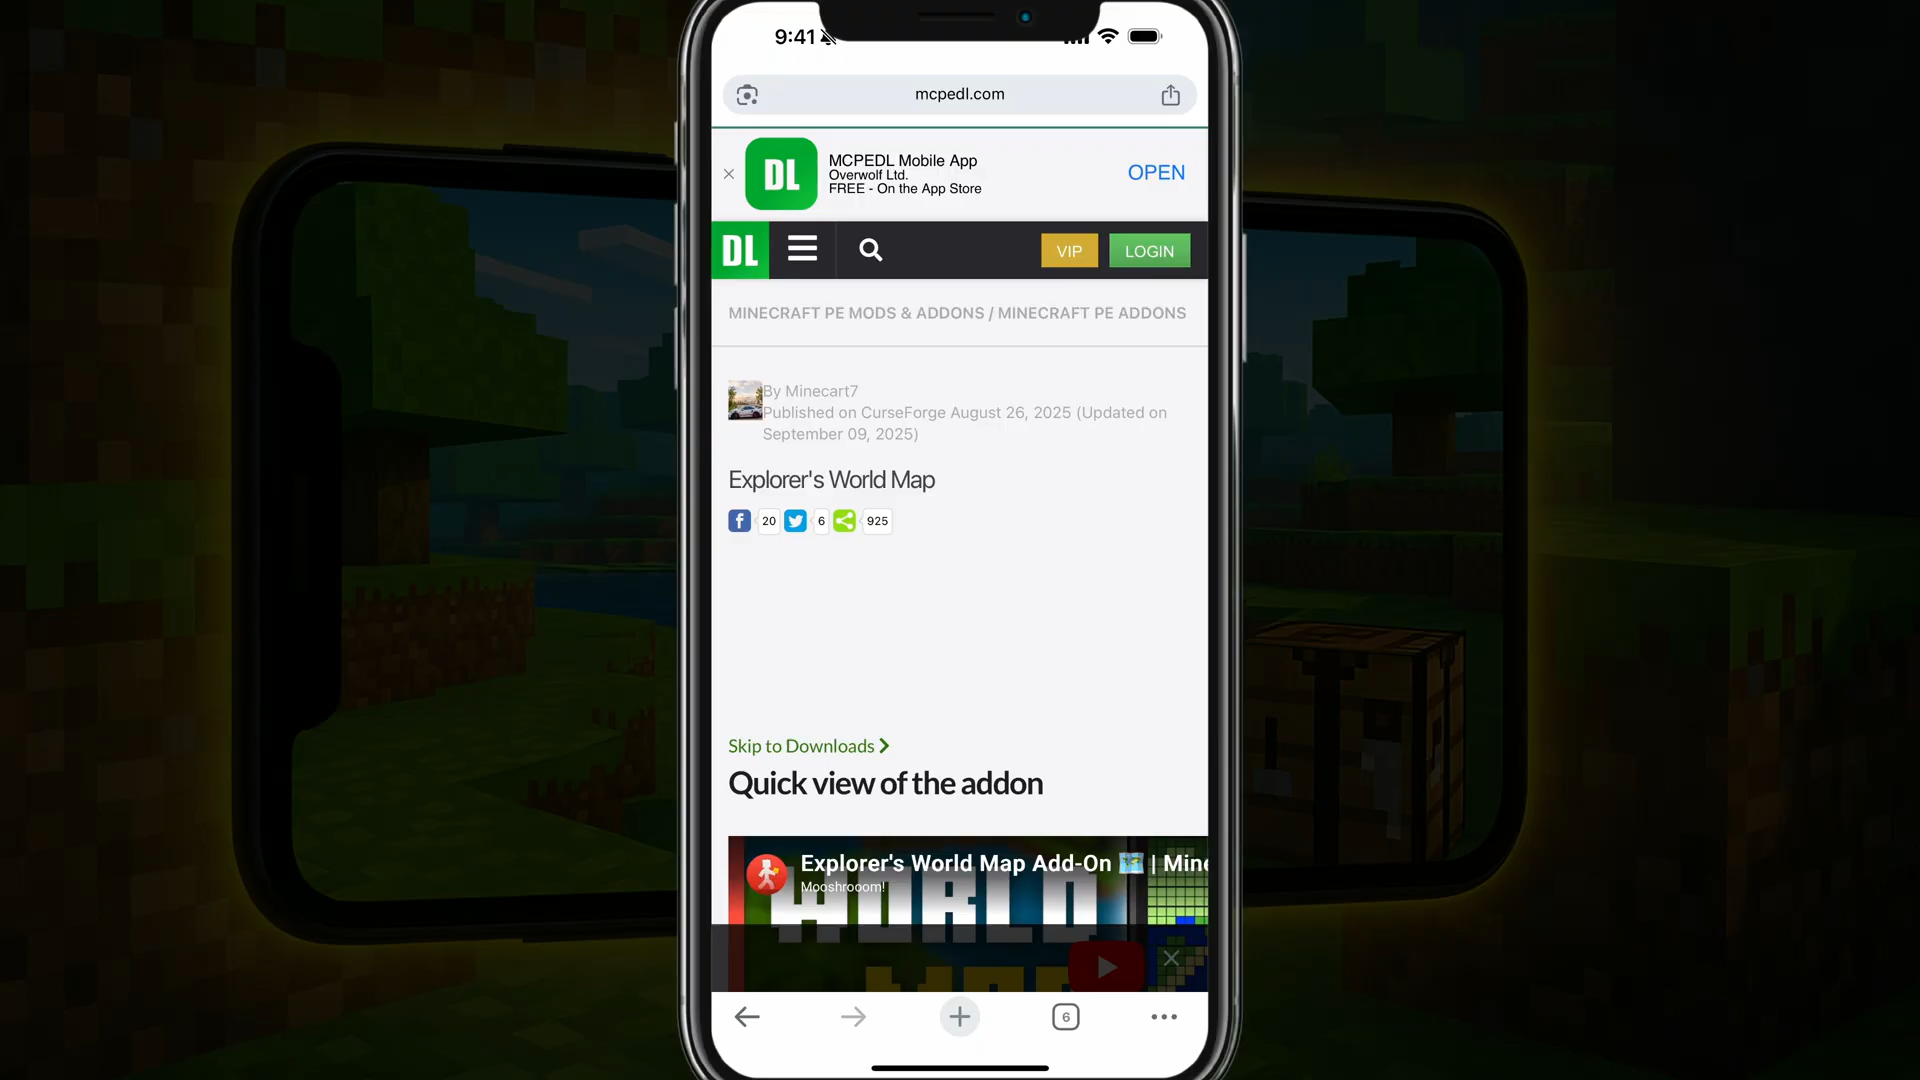 9:41
mcpedl.com
DL
MCPEDL Mobile App
Overwolf Ltd.
FREE - On the App Store
OPEN
DL
VIP
LOGIN
MINECRAFT PE MODS & ADDONS / MINECRAFT PE ADDONS
By Minecart7
Published on CurseForge August 26, 2025 (Updated on
September 09, 2025)
Explorer's World Map
20
6
925
Skip to Downloads
Quick view of the addon
Explorer's World Map Add-On 🗺️ | Mine
Mooshrooom!
WORLD
MAP
6